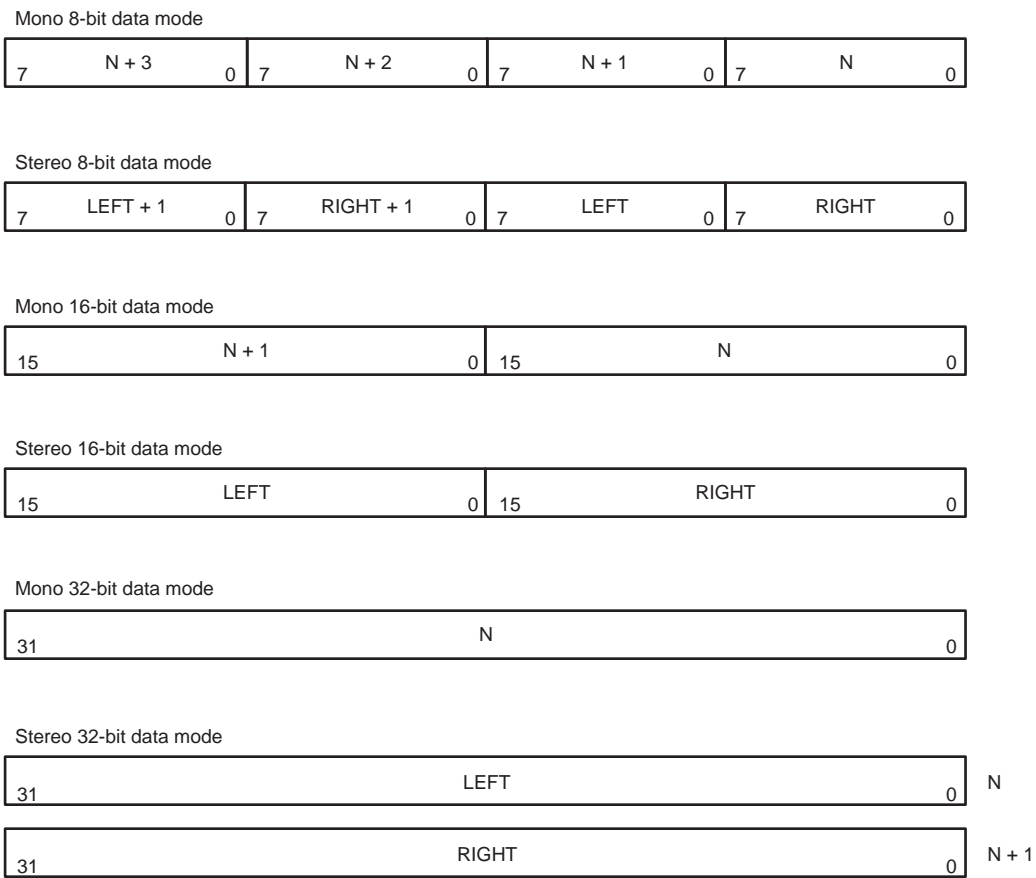 Mono 8-bit data mode
7 N + 3 0 7 N + 2 0 7 N + 1 0 7 N 0
Stereo 8-bit data mode
7 LEFT + 1 0 7 RIGHT + 1 0 7 LEFT 0 7 RIGHT 0
Mono 16-bit data mode
15 N + 1 0 15 N 0
Stereo 16-bit data mode
15 LEFT 0 15 RIGHT 0
Mono 32-bit data mode
31 N 0
Stereo 32-bit data mode
31 LEFT 0 N
31 RIGHT 0 N + 1